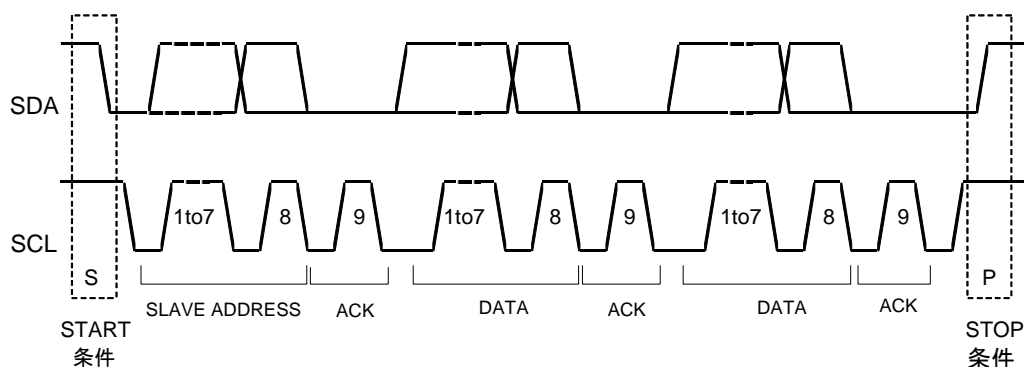 SDA
SCL
1to7 8 9 1to7 8 9 1to7 8 9
S P
SLAVE ADDRESS ACK DATA ACK DATA ACK
START
条件
STOP
条件